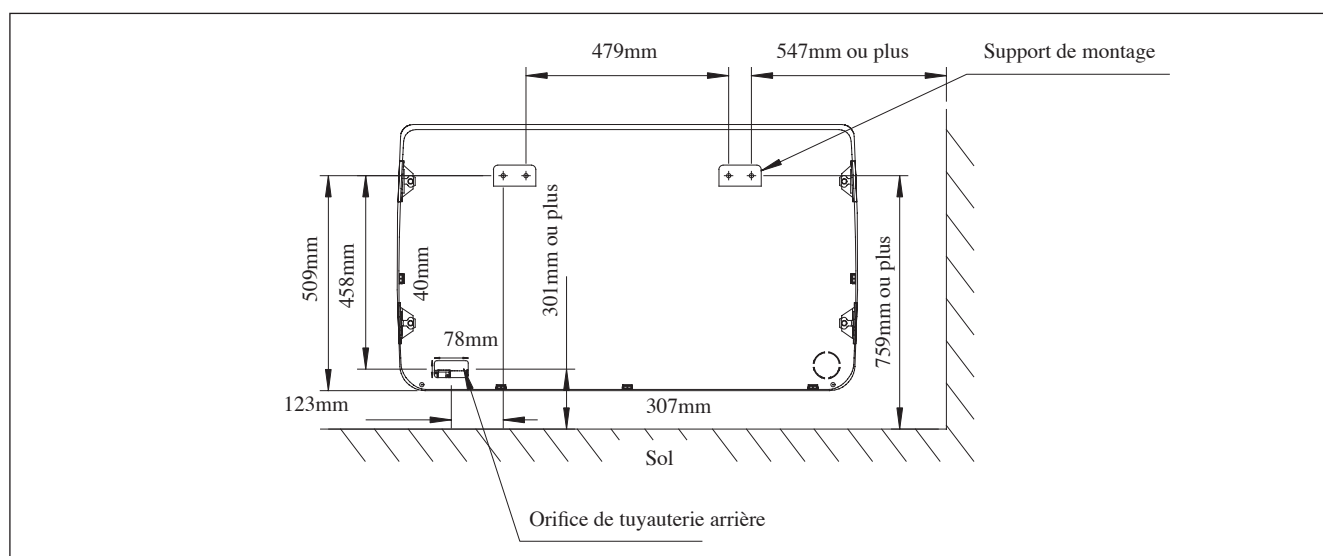 479mm
547mm ou plus
Support de montage
509mm
458mm
40mm
301mm ou plus
759mm ou plus
78mm
123mm
307mm
Sol
Orifice de tuyauterie arrière